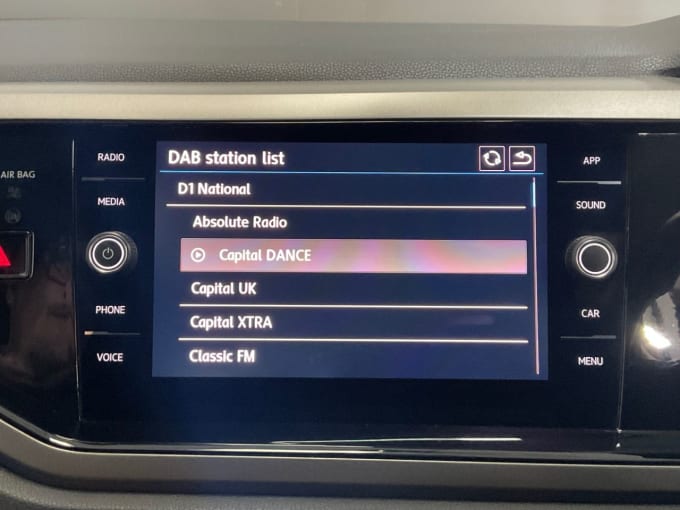 AIR BAG
RADIO
MEDIA
PHONE
VOICE
DAB station list
D1 National
Absolute Radio
Capital DANCE
Capital UK
Capital XTRA
Classic FM
APP
SOUND
CAR
MENU